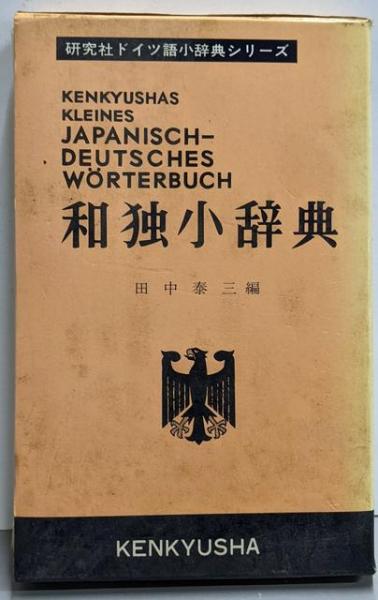 研究社ドイツ語小辞典シリーズ
KENKYUSHAS
KLEINES
JAPANISCH-
DEUTSCHES
WÖRTERBUCH
和独小辞典
田中泰三編
KENKYUSHA